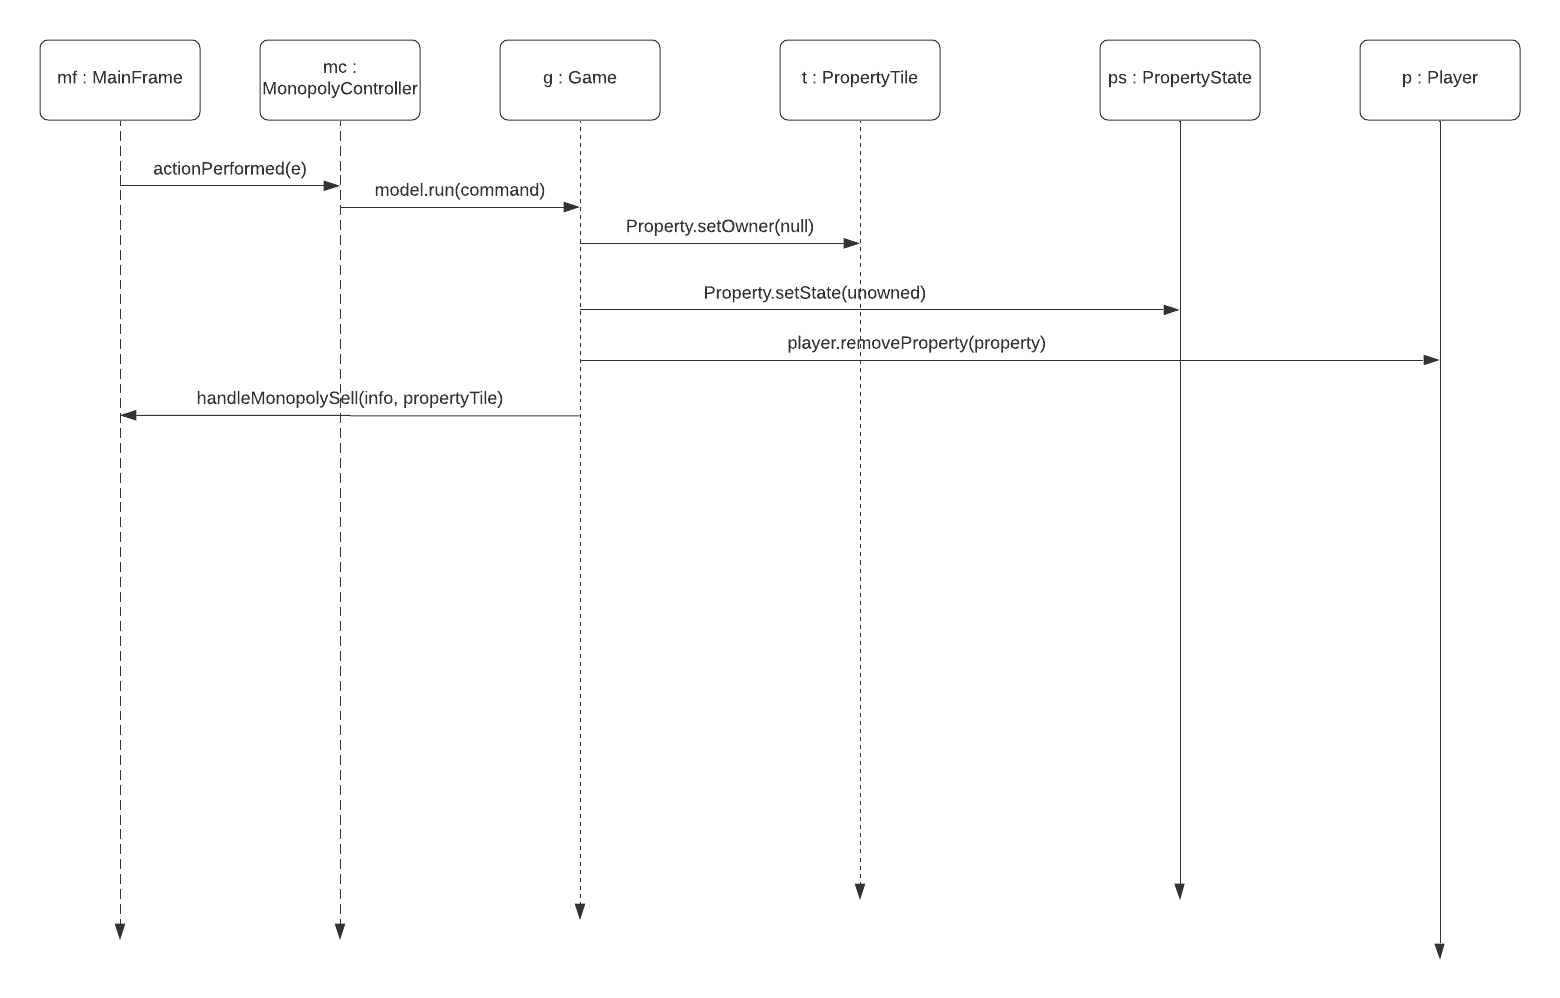 mf : MainFrame
mc :
MonopolyController
g : Game
t : PropertyTile
ps : PropertyState
p : Player
actionPerformed(e)
model.run(command)
Property.setOwner(null)
Property.setState(unowned)
player.removeProperty(property)
handleMonopolySell(info, propertyTile)